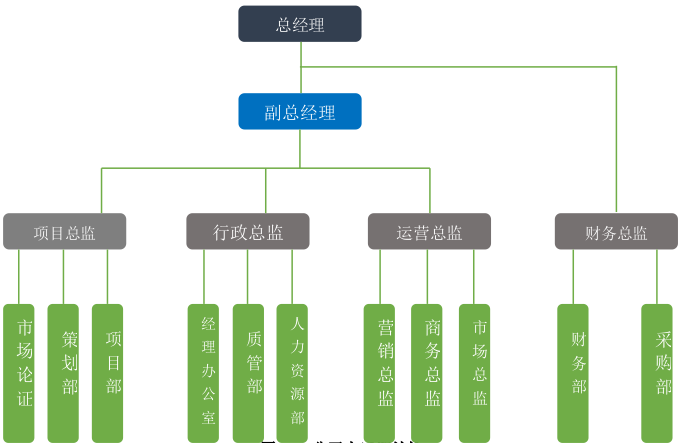 总经理
副总经理
项目总监
行政总监
运营总监
财务总监
市场论证
策划部
项目部
经理办公室
质管部
人力资源部
营销总监
商务总监
市场总监
财务部
采购部